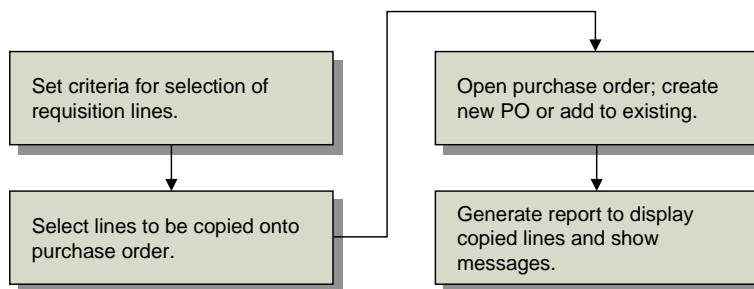 Set criteria for selection of
requisition lines.
Select lines to be copied onto
purchase order.
Open purchase order; create
new PO or add to existing.
Generate report to display
copied lines and show
messages.